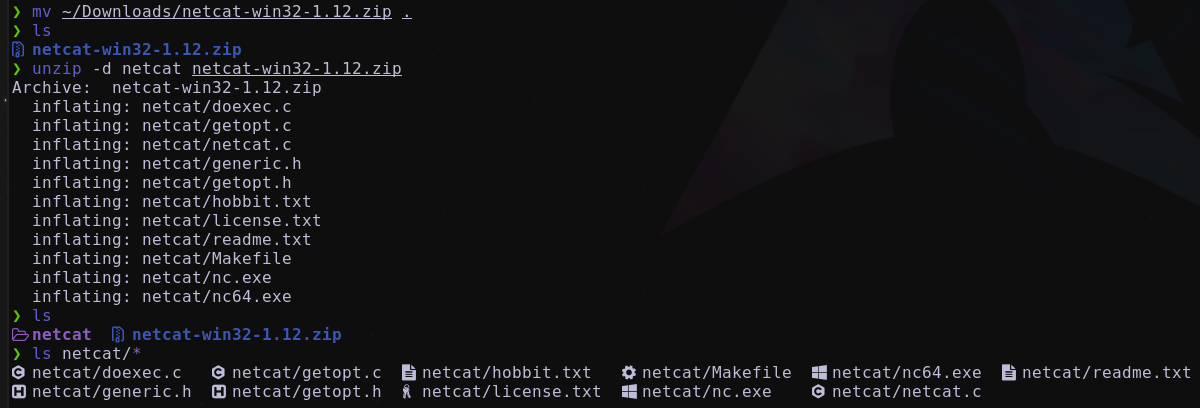 ❯ mv ~/Downloads/netcat-win32-1.12.zip .
❯ ls
netcat-win32-1.12.zip
❯ unzip -d netcat netcat-win32-1.12.zip
Archive:  netcat-win32-1.12.zip
  inflating: netcat/doexec.c
  inflating: netcat/getopt.c
  inflating: netcat/netcat.c
  inflating: netcat/generic.h
  inflating: netcat/getopt.h
  inflating: netcat/hobbit.txt
  inflating: netcat/license.txt
  inflating: netcat/readme.txt
  inflating: netcat/Makefile
  inflating: netcat/nc.exe
  inflating: netcat/nc64.exe
❯ ls
netcat  netcat-win32-1.12.zip
❯ ls netcat/*
netcat/doexec.c  netcat/getopt.c  netcat/hobbit.txt  netcat/Makefile  netcat/nc64.exe  netcat/readme.txt
netcat/generic.h  netcat/getopt.h  netcat/license.txt  netcat/nc.exe  netcat/netcat.c